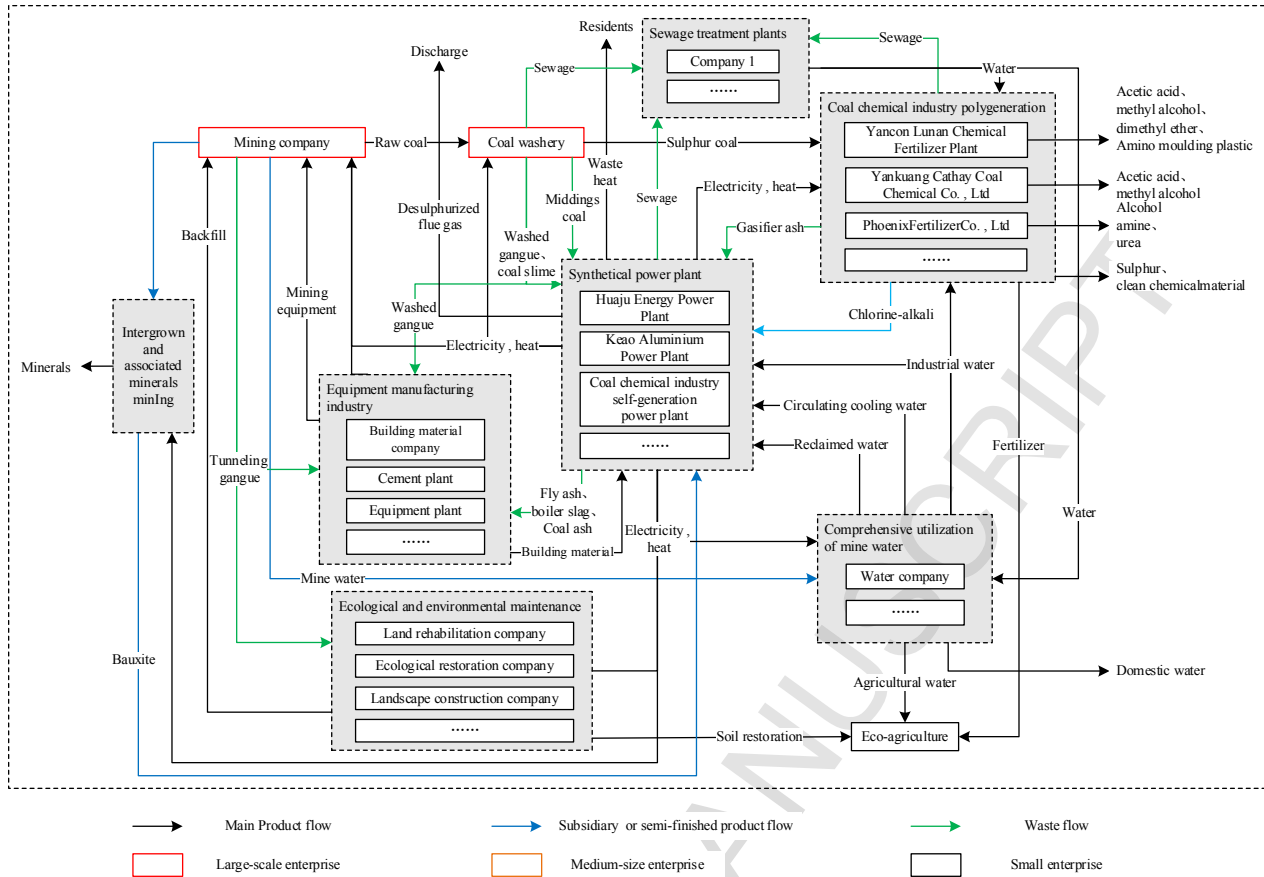 Residents
Sewage treatment plants
Company 1
......
Sewage
Discharge
Sewage
Water
Coal chemical industry polygeneration
Yancon Lunan Chemical
Fertilizer Plant
Yankuang Cathay Coal
Chemical Co. , Ltd
PhoenixFertilizerCo. , Ltd
......
Acetic acid、
methyl alcohol、
dimethyl ether、
Amino moulding plastic
Acetic acid、
methyl alcohol
Alcohol
amine、
urea
Sulphur、
clean chemicalmaterial
Mining company
Raw coal
Coal washery
Sulphur coal
Waste
heat
Electricity , heat
Sewage
Middings
coal
Desulphurized
flue gas
Backfill
Washed
gangue、
coal slime
Gasifier ash
Synthetical power plant
Huaju Energy Power
Plant
Keao Aluminium
Power Plant
Coal chemical industry
self-generation
power plant
......
Mining
equipment
Washed
gangue
Chlorine-alkali
Intergrown
and
associated
minerals
minIng
Minerals
Electricity , heat
Industrial water
Equipment manufacturing
industry
Building material
company
Cement plant
Equipment plant
......
Circulating cooling water
Reclaimed water
Fertilizer
Tunneling
gangue
Fly ash、
boiler slag、
Coal ash
Electricity ,
heat
Water
Building material
Comprehensive utilization
of mine water
Water company
......
Mine water
Ecological and environmental maintenance
Land rehabilitation company
Ecological restoration company
Landscape construction company
......
Bauxite
Domestic water
Agricultural water
Soil restoration
Eco-agriculture
Main Product flow
Subsidiary or semi-finished product flow
Waste flow
Large-scale enterprise
Medium-size enterprise
Small enterprise
ANUSCRIPT